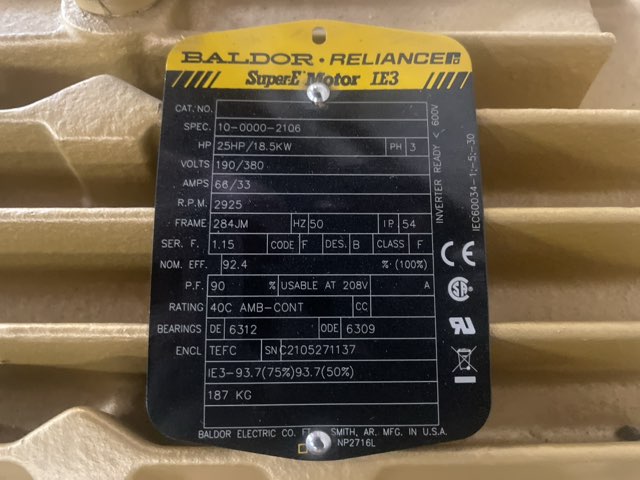 BALDOR • RELIANCER
SuperE Motor IE3
CAT. NO.
SPEC. 10-0000-2106
HP 25HP/18.5KW PH 3
VOLTS 190/380
AMPS 66/33
R.P.M. 2925
FRAME 284JM HZ 50 IP 54
SER. F. 1.15 CODE F DES. B CLASS F
NOM. EFF. 92.4 % (100%)
P.F. 90 % USABLE AT 208V A
RATING 40C AMB-CONT CC
BEARINGS DE 6312 ODE 6309
ENCL TEFC SN C2105271137
IE3-93.7(75%)93.7(50%)
187 KG
INVERTER READY < 600V
IEC60034-1;-5;-30
CE
BALDOR ELECTRIC CO. FT. SMITH, AR. MFG. IN U.S.A.
NP2716L